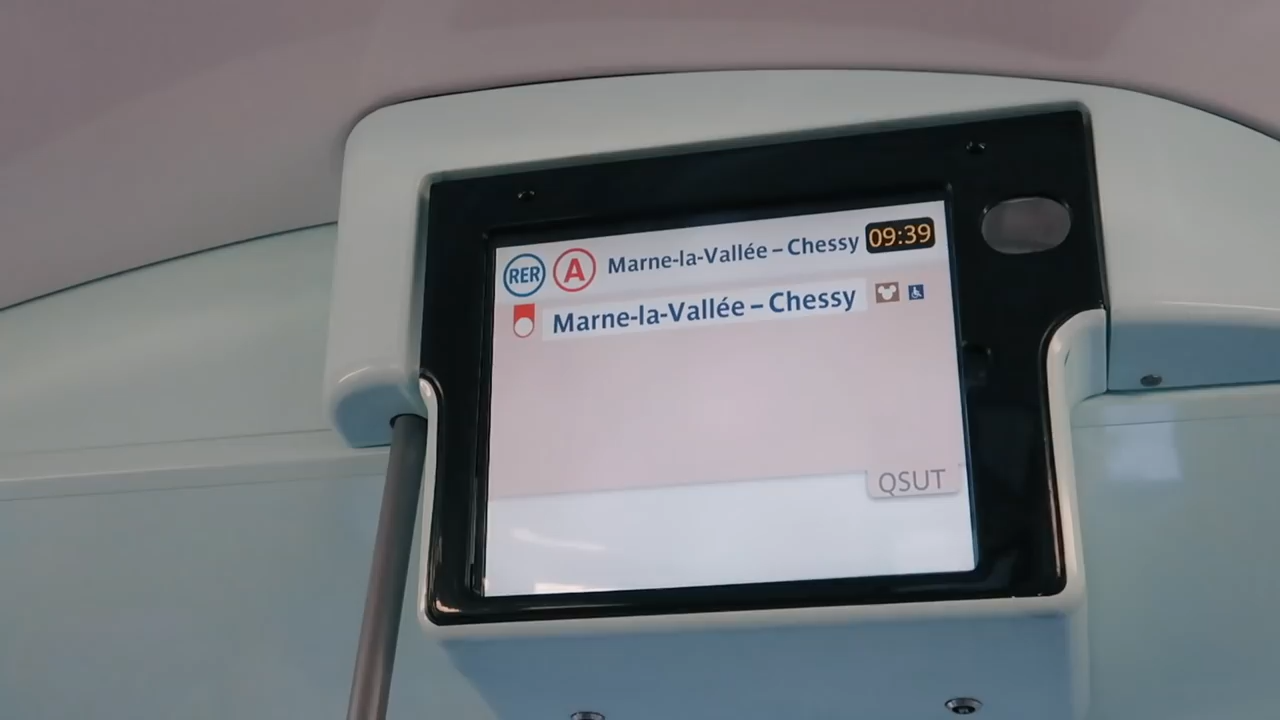 RER A Marne-la-Vallée – Chessy 09:39
Marne-la-Vallée – Chessy
QSUT